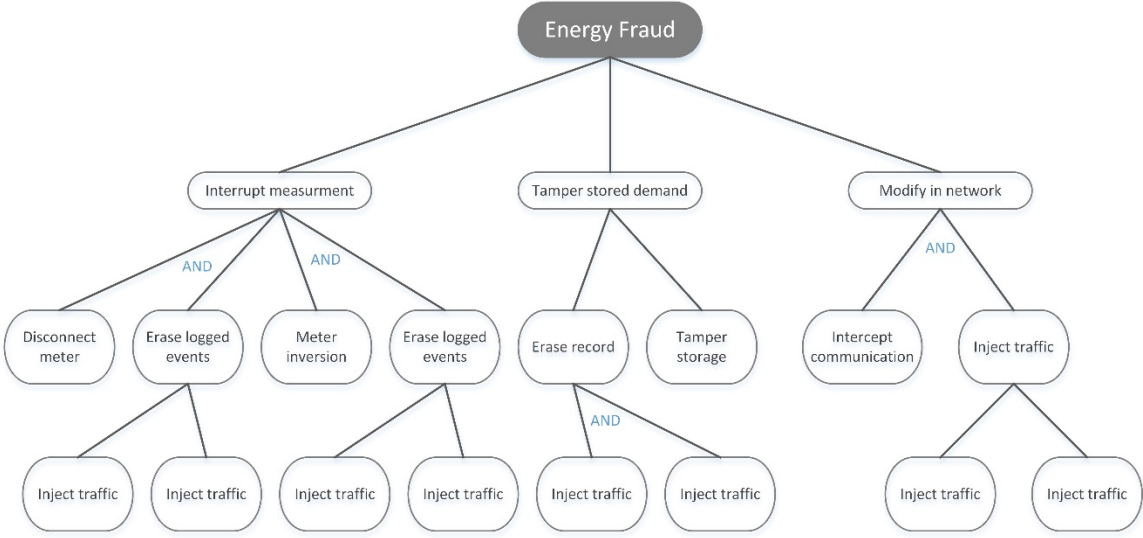 Energy Fraud
Interrupt measurment
Tamper stored demand
Modify in network
AND
AND
AND
Disconnect
meter
Erase logged
events
Meter
inversion
Erase logged
events
Erase record
Tamper
storage
Intercept
communication
Inject traffic
AND
Inject traffic
Inject traffic
Inject traffic
Inject traffic
Inject traffic
Inject traffic
Inject traffic
Inject traffic